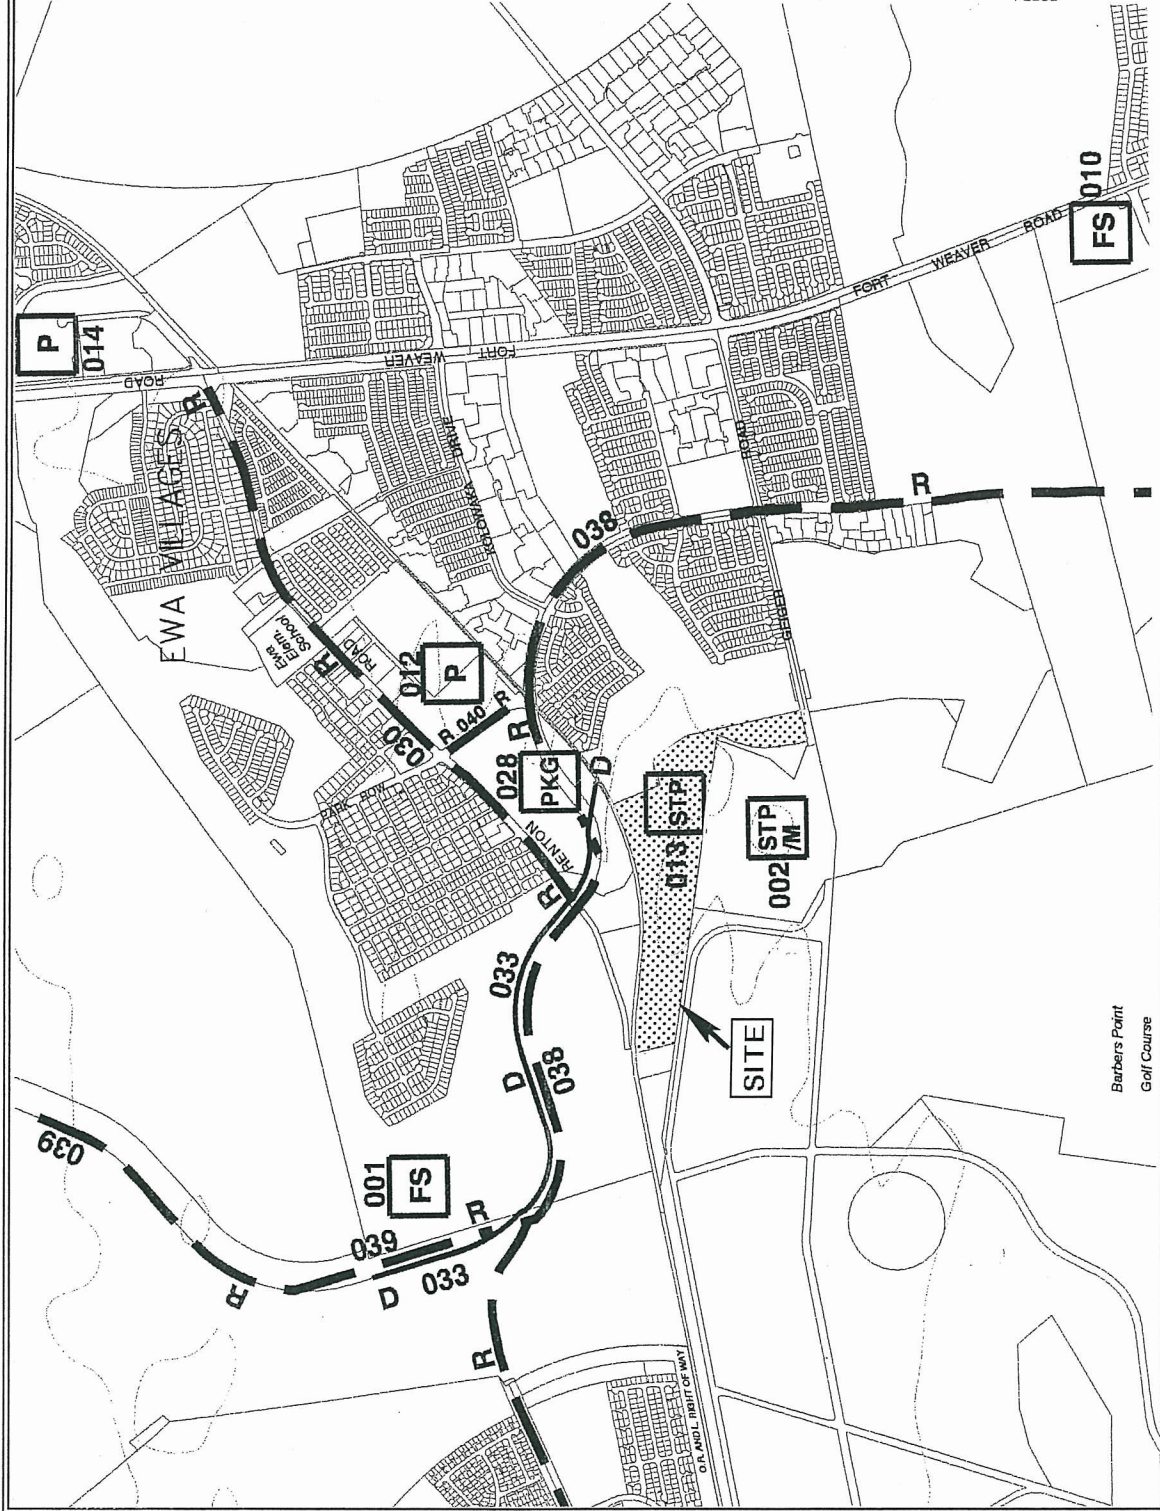 P
014
ROAD
R
EWA VILLAGES
WEAVER
FORT
DRIVE
FORT WEAVER ROAD
FS
010
ROAD
R
038
GEIGER
Ewa
Elem.
School
R
ROAD
012
P
030
R 040 R
R
028
PKG
D
PARK ROW
RENTON
R
013 STP
002
STP
/M
033
D
038
SITE
Barbers Point
Golf Course
039
R
001
FS
039
R
D
033
R
O.R. AND L. RIGHT OF WAY